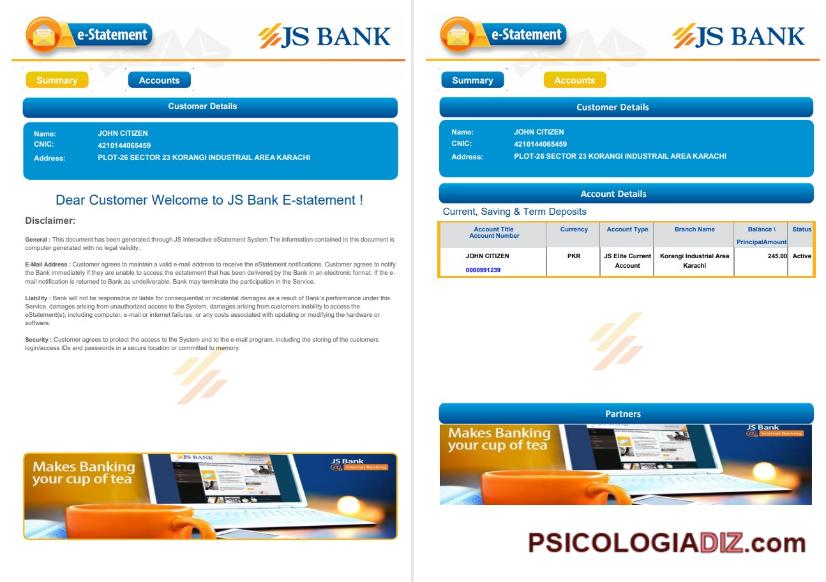 e-Statement
JS BANK
Summary
Accounts
Customer Details
Name: JOHN CITIZEN
CNIC: 4210144065459
Address: PLOT-26 SECTOR 23 KORANGI INDUSTRAIL AREA KARACHI
Dear Customer Welcome to JS Bank E-statement !
Disclaimer:
General : This document has been generated through JS Interactive eStatement System.The information contained in this document is
computer generated with no legal validity.
E-Mail Address : Customer agrees to maintain a valid e-mail address to receive the eStatement notifications. Customer agrees to notify
the Bank immediately if they are unable to access the estatement that has been delivered by the Bank in an electronic format. If the e-
mail notification is returned to Bank as undeliverable, Bank may terminate the participation in the Service.
Liability : Bank will not be responsible or liable for consequential or incidental damages as a result of Bank's performance under this
Service, damages arising from unauthorized access to the System, damages arising from customers inability to access the
eStatement(s), including computer, e-mail or internet failures, or any costs associated with updating or modifying the hardware or
software.
Security : Customer agrees to protect the access to the System and to the e-mail program, including the storing of the customers
login/access IDs and passwords in a secure location or committed to memory.
JS BANK
Makes Banking
your cup of tea
JS Bank
Internet Banking
e-Statement
JS BANK
Summary
Accounts
Customer Details
Name: JOHN CITIZEN
CNIC: 4210144065459
Address: PLOT-26 SECTOR 23 KORANGI INDUSTRAIL AREA KARACHI
Account Details
Current, Saving & Term Deposits
Account Title
Account Number
Currency
Account Type
Branch Name
Balance \
PrincipalAmount
Status
JOHN CITIZEN
0000991239
PKR
JS Elite Current
Account
Korangi Industrial Area
Karachi
245.00
Active
Partners
Makes Banking
your cup of tea
JS Bank
Internet Banking
PSICOLOGIADIZ.com